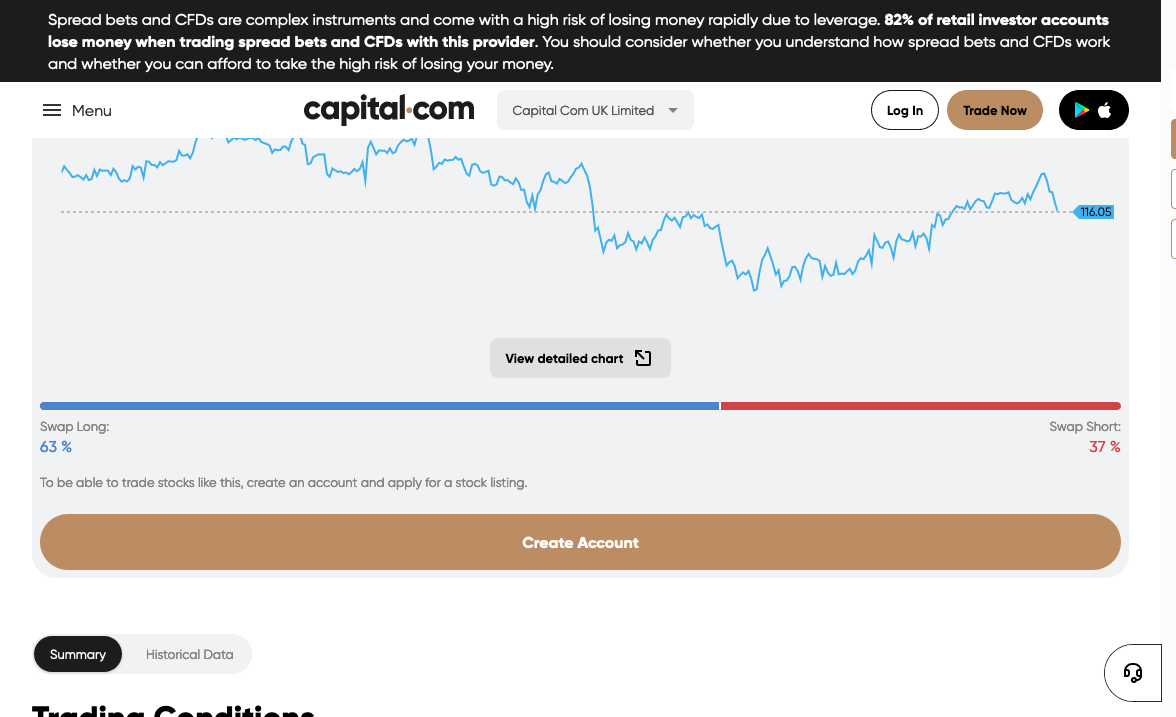 Spread bets and CFDs are complex instruments and come with a high risk of losing money rapidly due to leverage. 82% of retail investor accounts
lose money when trading spread bets and CFDs with this provider. You should consider whether you understand how spread bets and CFDs work
and whether you can afford to take the high risk of losing your money.
Menu
capital.com
Capital Com UK Limited
Log In
Trade Now
116.05
View detailed chart
Swap Long:
Swap Short:
63 %
37 %
To be able to trade stocks like this, create an account and apply for a stock listing.
Create Account
Summary
Historical Data
Trading Conditions